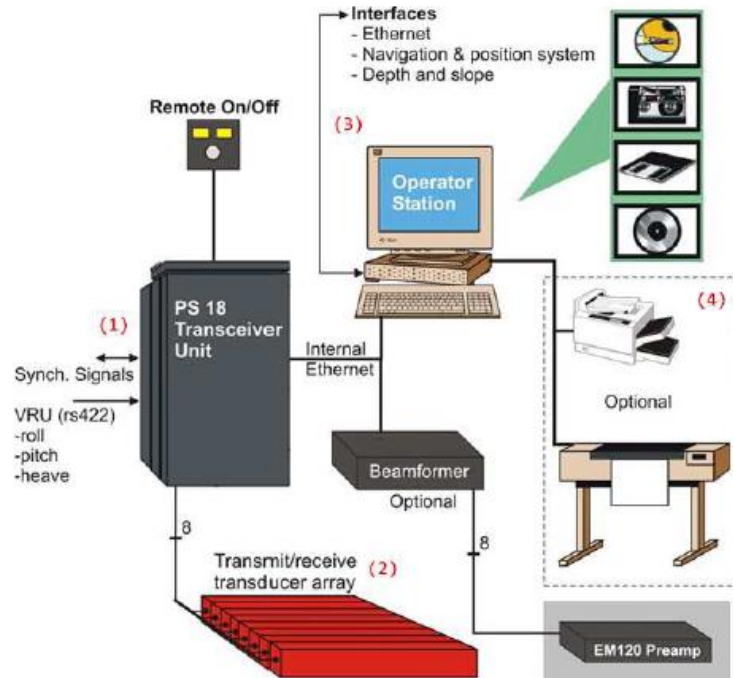 Interfaces
- Ethernet
- Navigation & position system
- Depth and slope
Remote On/Off
(3)
Operator
Station
(1)
PS 18
Transceiver
Unit
(4)
Synch. Signals
Internal
Ethernet
Optional
VRU (rs422)
-roll
-pitch
-heave
Beamformer
Optional
8
8
Transmit/receive
transducer array
(2)
EM120 Preamp